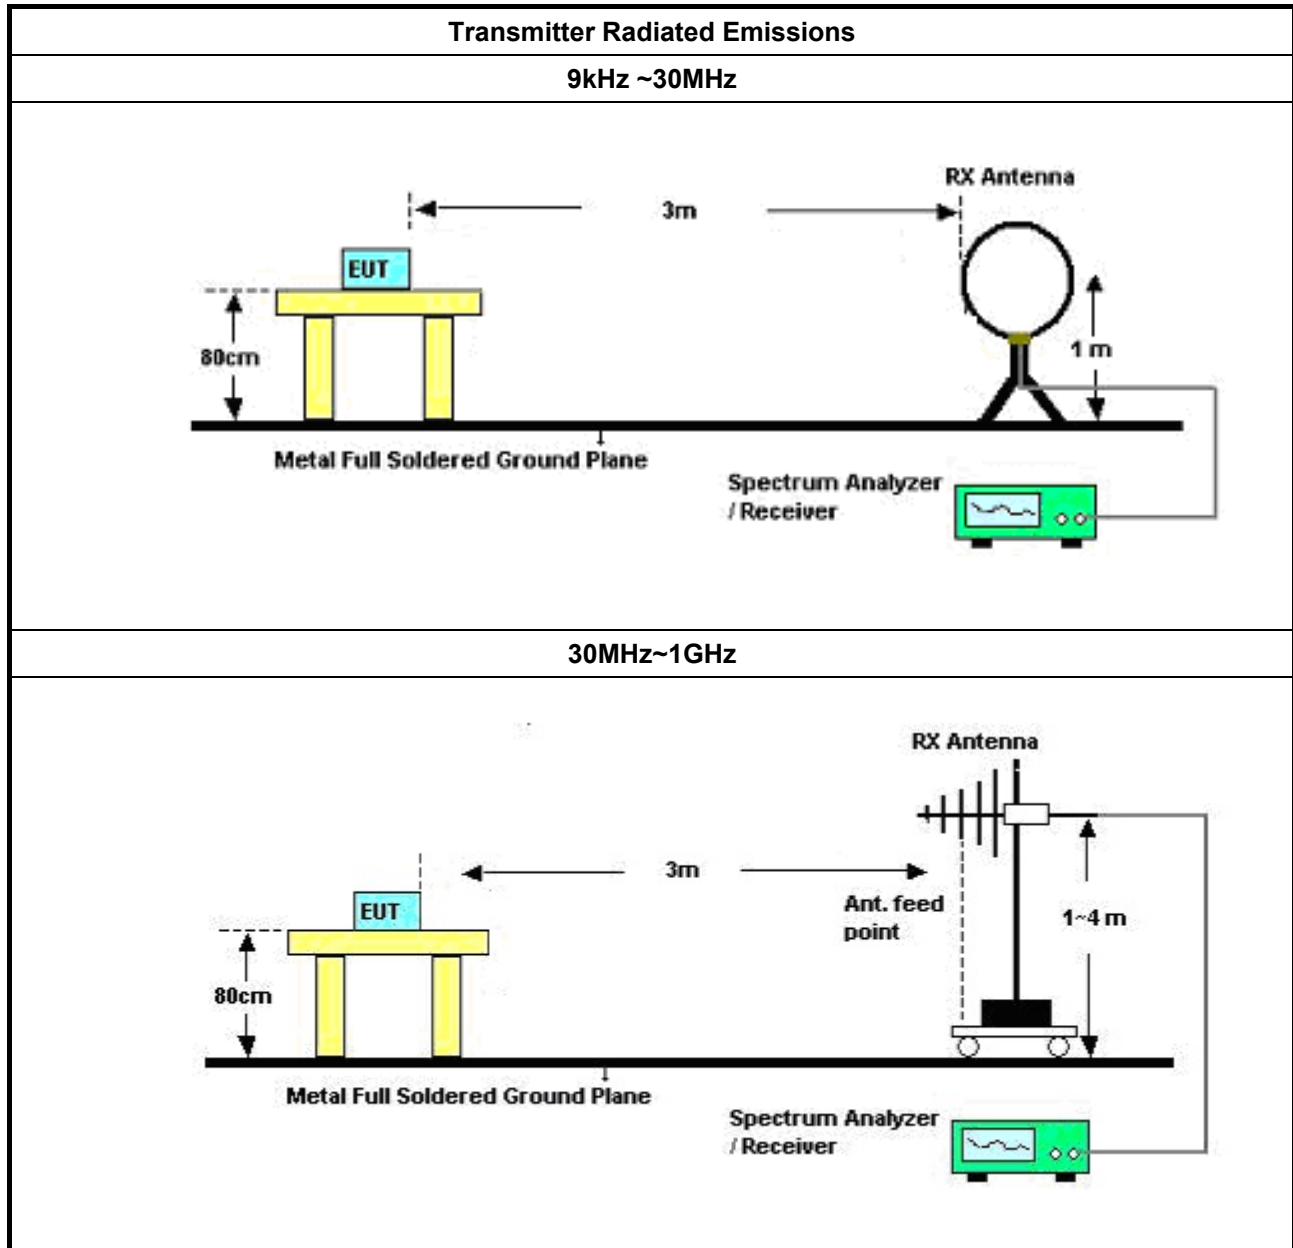 Transmitter Radiated Emissions
9kHz ~30MHz
RX Antenna
3m
EUT
80cm
1 m
Metal Full Soldered Ground Plane
Spectrum Analyzer
/ Receiver
30MHz~1GHz
RX Antenna
3m
EUT
Ant. feed
point
1~4 m
80cm
Metal Full Soldered Ground Plane
Spectrum Analyzer
/ Receiver